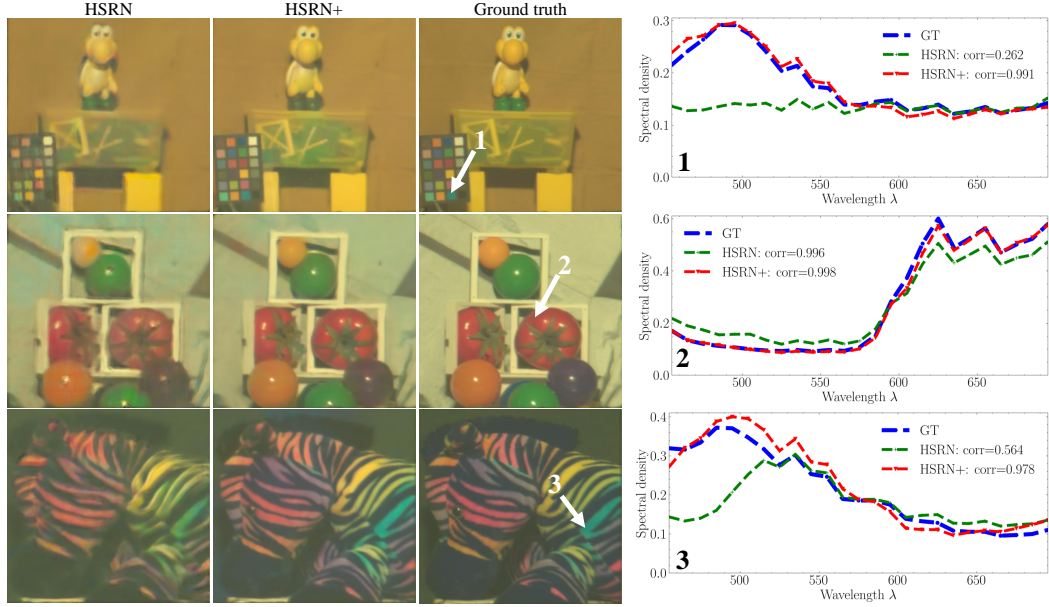 HSRN
HSRN+
Ground truth
1
2
3
0.3
0.2
0.1
0.0
Spectral density
GT
HSRN: corr=0.262
HSRN+: corr=0.991
1
500
550
600
650
Wavelength λ
0.6
0.4
0.2
0.0
Spectral density
GT
HSRN: corr=0.996
HSRN+: corr=0.998
2
500
550
600
650
Wavelength λ
0.4
0.3
0.2
0.1
0.0
Spectral density
GT
HSRN: corr=0.564
HSRN+: corr=0.978
3
500
550
600
650
Wavelength λ